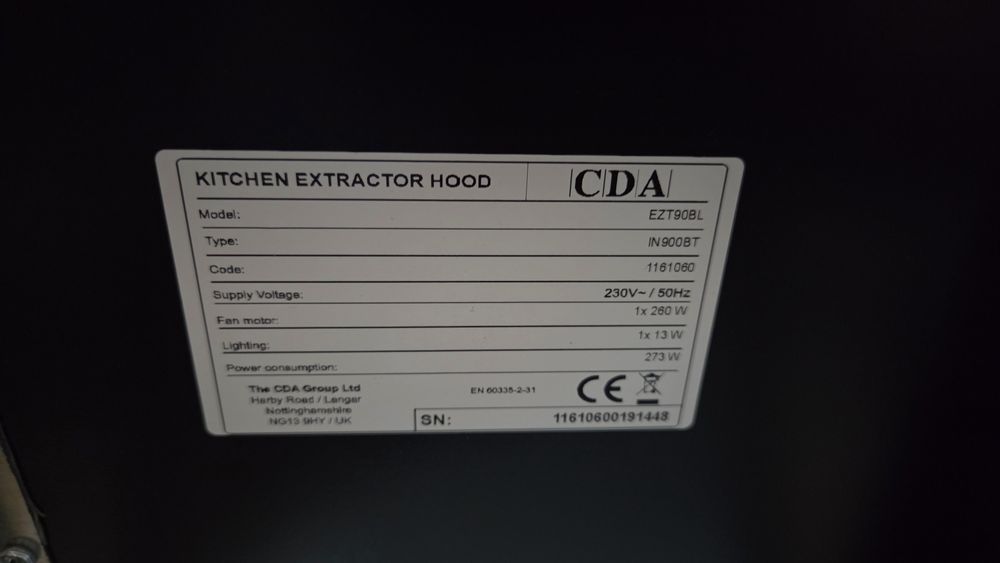 KITCHEN EXTRACTOR HOOD CDA
Model: EZT90BL
Type: IN900BT
Code: 1161060
Supply Voltage: 230V~ / 50Hz
Fan motor: 1x 260 W
Lighting: 1x 13 W
Power consumption: 273 W
The CDA Group Ltd
Harby Road / Langar
Nottinghamshire
NG13 9HY / UK
EN 60335-2-31
CE
SN: 11610600191448